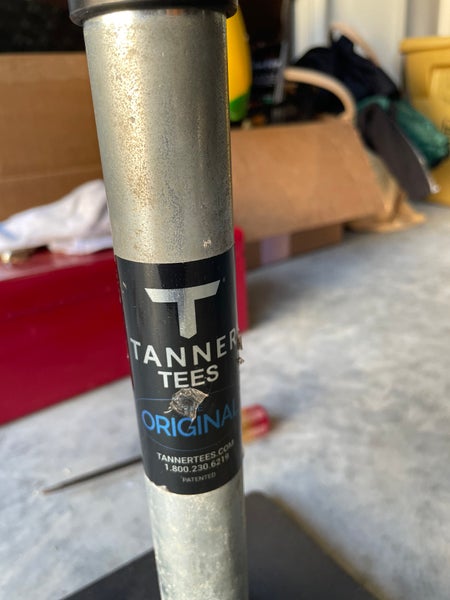 T
TANNER
TEES
ORIGINAL
TANNERTEES.COM
1.800.230.6219
PATENTED